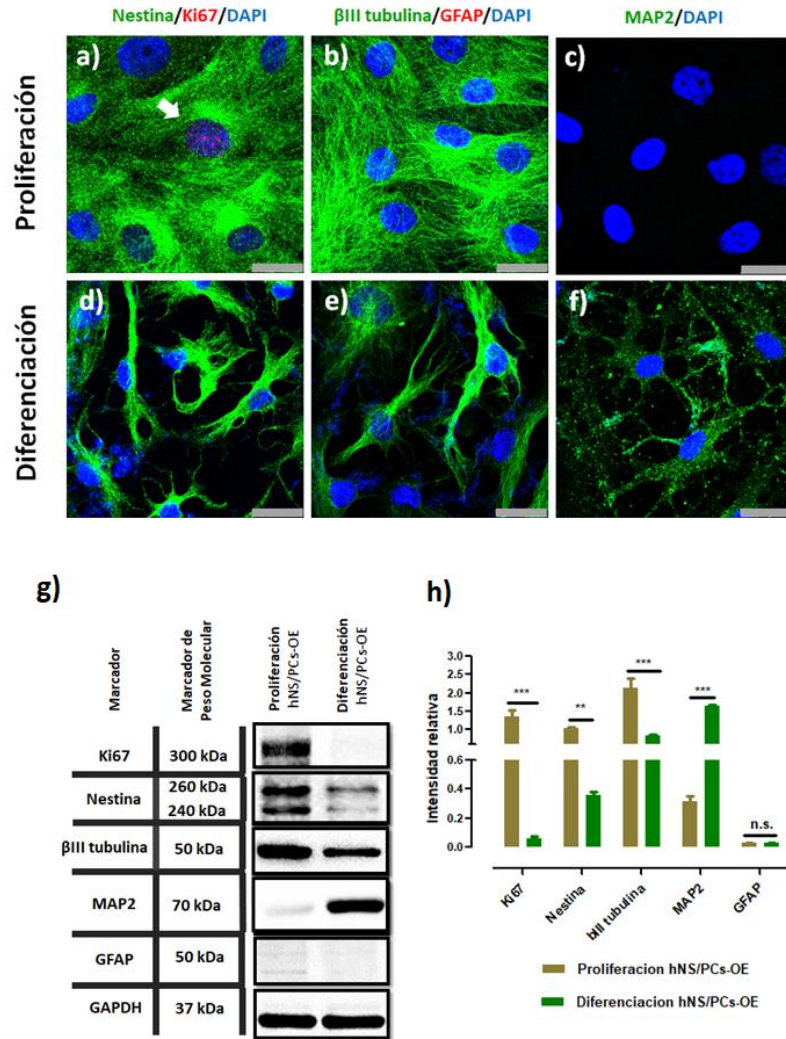 Nestina/Ki67/DAPI
βIII tubulina/GFAP/DAPI
MAP2/DAPI
Proliferación
a)
b)
c)
Diferenciación
d)
e)
f)
g)
Marcador
Marcador de
Peso Molecular
Proliferación
hNS/PCs-OE
Diferenciación
hNS/PCs-OE
Ki67
300 kDa
Nestina
260 kDa
240 kDa
βIII tubulina
50 kDa
MAP2
70 kDa
GFAP
50 kDa
GAPDH
37 kDa
h)
Intensidad relativa
3.0
2.5
2.0
1.5
1.0
0.6
0.4
0.2
0.0
***
**
***
***
n.s.
Ki67
Nestina
bIII tubulina
MAP2
GFAP
Proliferacion hNS/PCs-OE
Diferenciacion hNS/PCs-OE